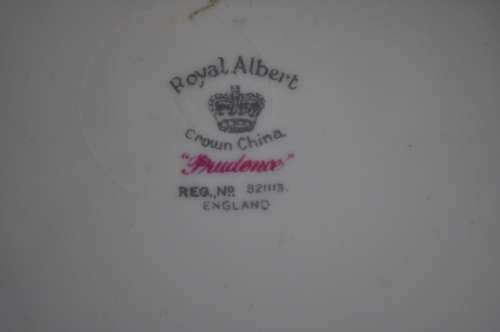 Royal Albert
Crown China
"Prudence"
REG., No 821113.
ENGLAND